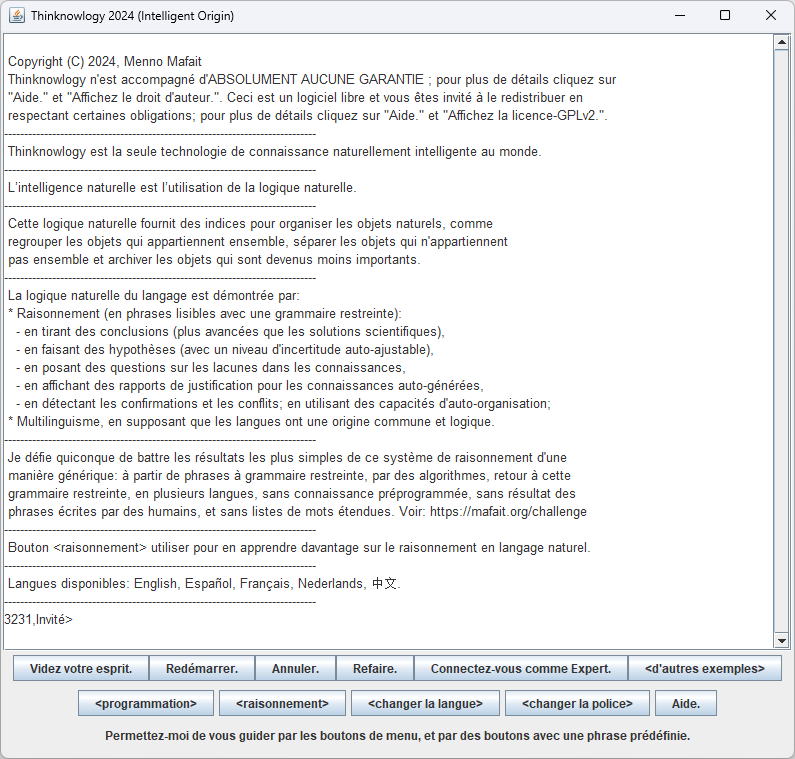 Thinknowlogy 2024 (Intelligent Origin)
Copyright (C) 2024, Menno Mafait
Thinknowlogy n'est accompagné d'ABSOLUMENT AUCUNE GARANTIE ; pour plus de détails cliquez sur
"Aide." et "Affichez le droit d'auteur.". Ceci est un logiciel libre et vous êtes invité à le redistribuer en
respectant certaines obligations; pour plus de détails cliquez sur "Aide." et "Affichez la licence-GPLv2.".
Thinknowlogy est la seule technologie de connaissance naturellement intelligente au monde.
L'intelligence naturelle est l'utilisation de la logique naturelle.
Cette logique naturelle fournit des indices pour organiser les objets naturels, comme
regrouper les objets qui appartiennent ensemble, séparer les objets qui n'appartiennent
pas ensemble et archiver les objets qui sont devenus moins importants.
La logique naturelle du langage est démontrée par:
* Raisonnement (en phrases lisibles avec une grammaire restreinte):
- en tirant des conclusions (plus avancées que les solutions scientifiques),
- en faisant des hypothèses (avec un niveau d'incertitude auto-ajustable),
- en posant des questions sur les lacunes dans les connaissances,
- en affichant des rapports de justification pour les connaissances auto-générées,
- en détectant les confirmations et les conflits; en utilisant des capacités d'auto-organisation;
* Multilinguisme, en supposant que les langues ont une origine commune et logique.
Je défie quiconque de battre les résultats les plus simples de ce système de raisonnement d'une
manière générique: à partir de phrases à grammaire restreinte, par des algorithmes, retour à cette
grammaire restreinte, en plusieurs langues, sans connaissance préprogrammée, sans résultat des
phrases écrites par des humains, et sans listes de mots étendues. Voir: https://mafait.org/challenge
Bouton <raisonnement> utiliser pour en apprendre davantage sur le raisonnement en langage naturel.
Langues disponibles: English, Español, Français, Nederlands, 中文.
3231,Invité>
Videz votre esprit. Redémarrer. Annuler. Refaire. Connectez-vous comme Expert. <d'autres exemples>
<programmation> <raisonnement> <changer la langue> <changer la police> Aide.
Permettez-moi de vous guider par les boutons de menu, et par des boutons avec une phrase prédéfinie.